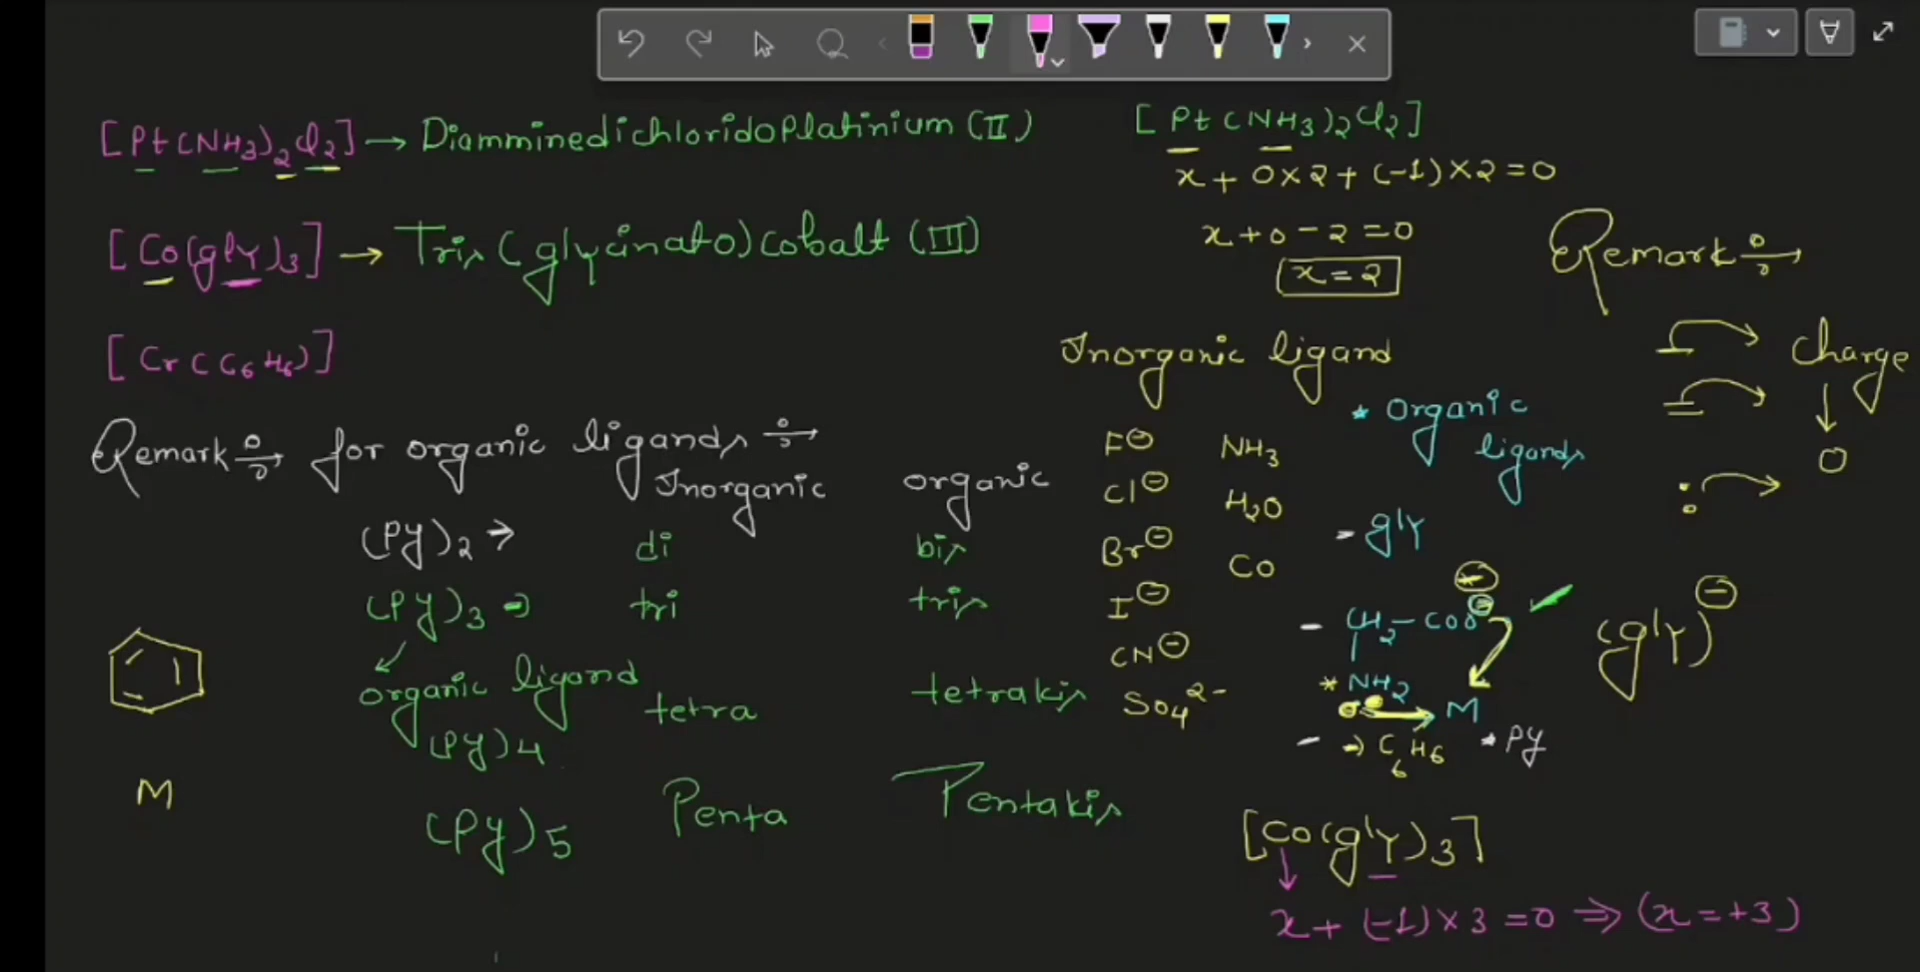 [Pt(NH3)2Cl2] → Diamminedichloridoplatinium (II)
[Pt(NH3)2Cl2]
x + 0×2 + (-1)×2 = 0
x + 0 - 2 = 0
x = 2
[Co(gly)3] → Tris(glycinato)cobalt (III)
[Cr(C6H6)]
Remark
charge
↓
0
Remark for organic ligands
Inorganic organic
(Py)2 → di bis
(Py)3 → tri tris
organic ligand
tetra tetrakis
(Py)4
(Py)5 Penta Pentakis
M
Inorganic ligand
F⊖ NH3
Cl⊖ H2O
Br⊖ CO
I⊖
CN⊖
SO4 2-
* Organic
ligands
- gly
- CH2-COO⊖
* NH2 → M
- → C6H6 * Py
(gly)⊖
[Co(gly)3]
x + (-1)×3 = 0 ⇒ (x = +3)